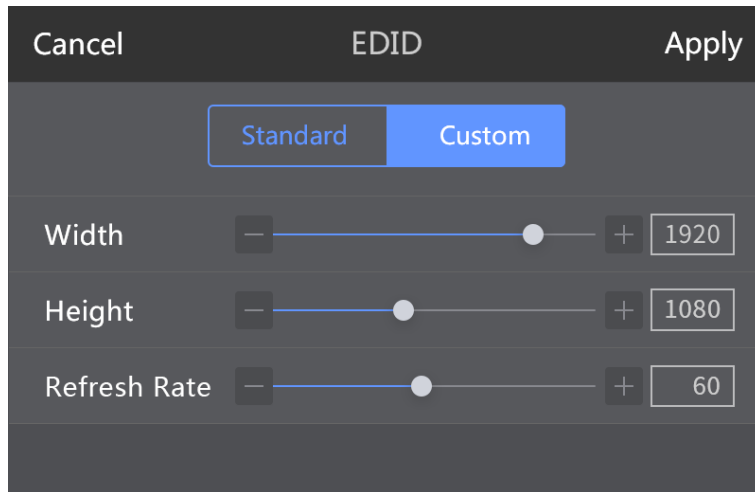 Cancel EDID Apply
Standard Custom
Width 1920
Height 1080
Refresh Rate 60